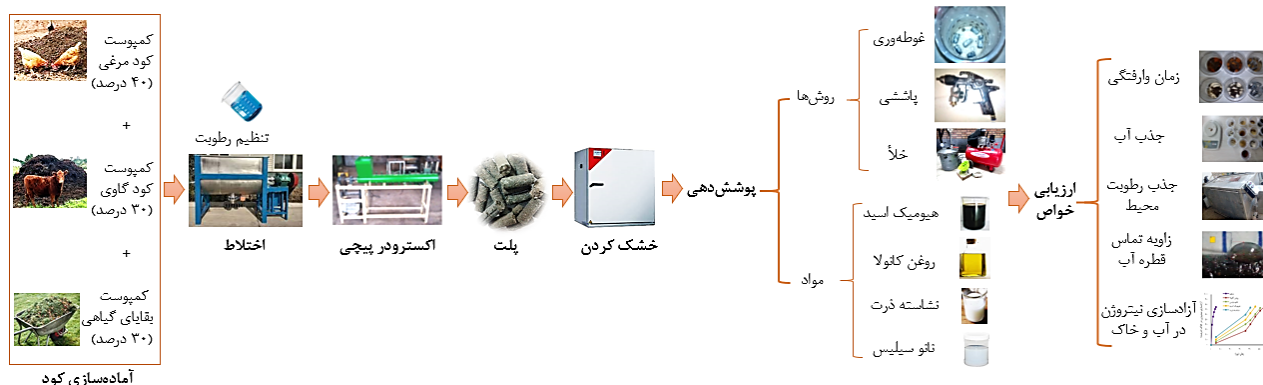 کمپوست
کود مرغی
(۴۰ درصد)
+
کمپوست
کود گاوی
(۳۰ درصد)
+
کمپوست
بقایای گیاهی
(۳۰ درصد)
آماده‌سازی کود
تنظیم رطوبت
اختلاط
اکسترودر پیچی
پلت
خشک کردن
پوشش‌دهی
روش‌ها
غوطه‌وری
پاششی
خلأ
مواد
هیومیک اسید
روغن کانولا
نشاسته ذرت
نانو سیلیس
ارزیابی
خواص
زمان وارفتگی
جذب آب
جذب رطوبت
محیط
زاویه تماس
قطره آب
آزادسازی نیتروژن
در آب و خاک